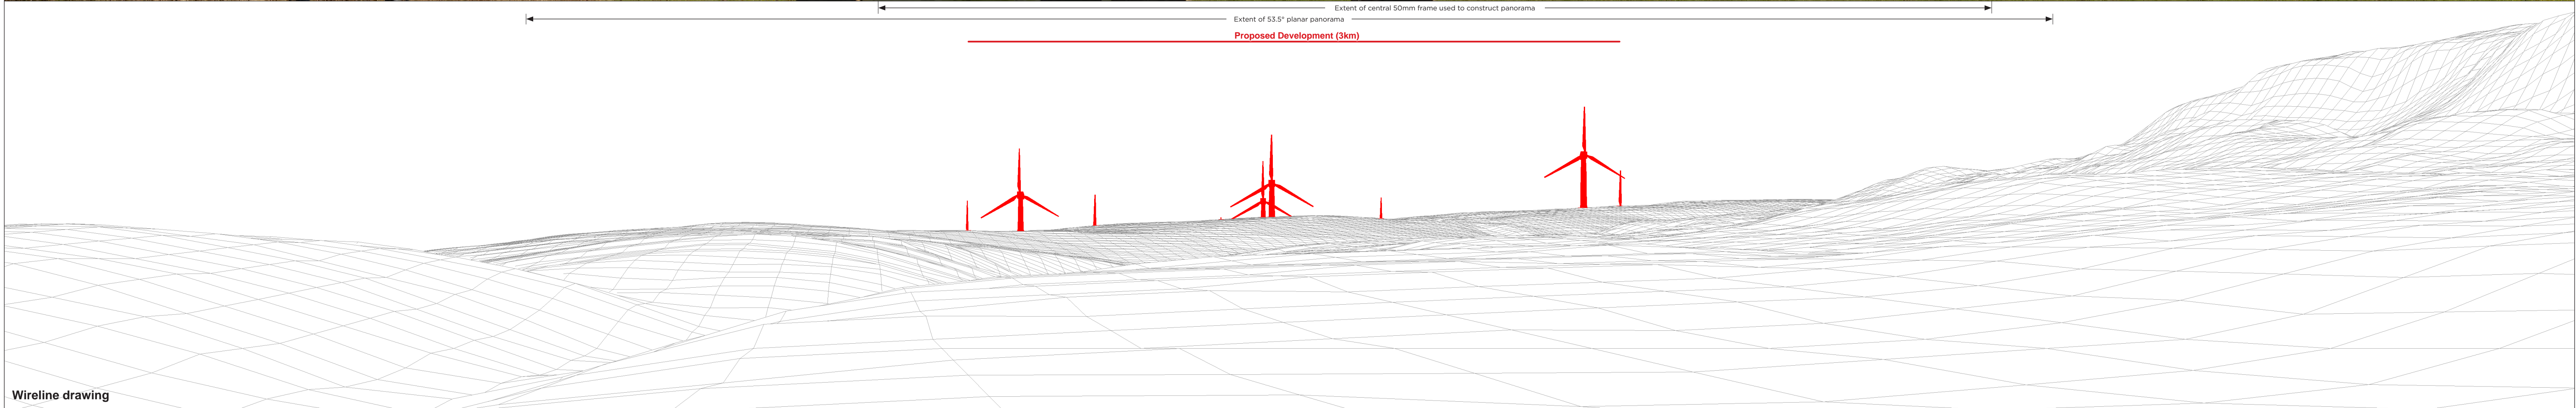 Extent of central 50mm frame used to construct panorama
Extent of 53.5° planar panorama
Proposed Development (3km)
Wireline drawing